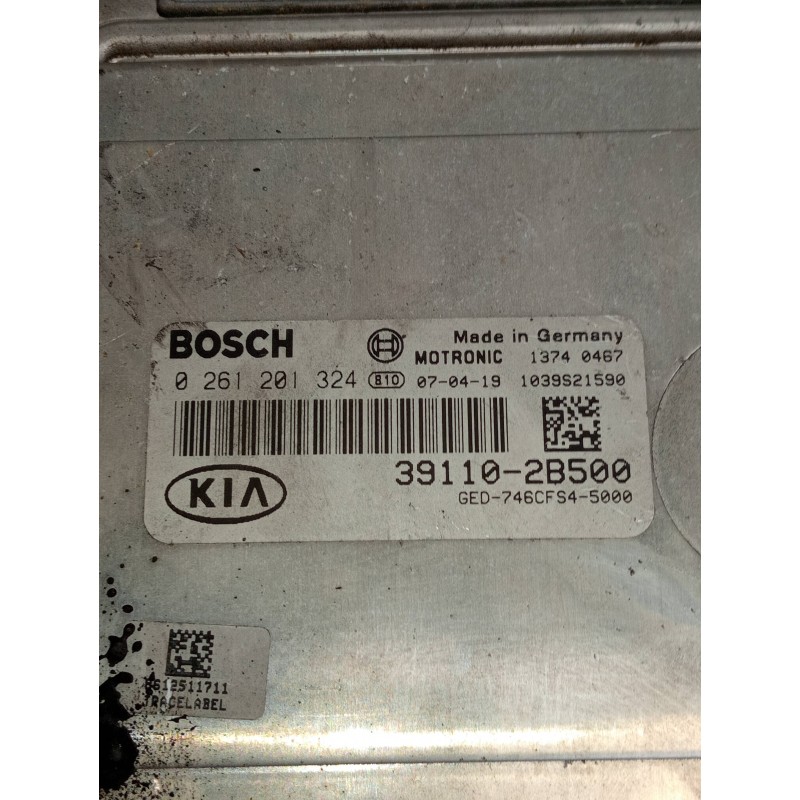 BOSCH
Made in Germany
MOTRONIC 1374 0467
0 261 201 324 B10 07-04-19 1039S21590
39110-2B500
KIA
GED-746CFS4-5000
TRACELABEL